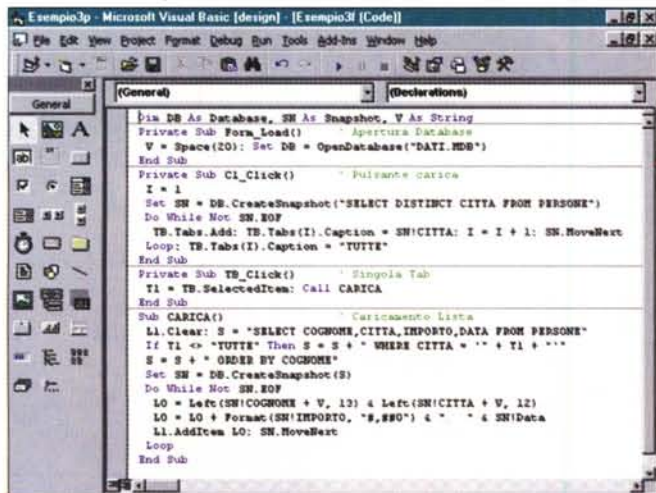 Esempio3p - Microsoft Visual Basic [design] - [Esempio3f (Code)]
File Edit View Project Format Debug Run Tools Add-Ins Window Help
General
(General)
(Declarations)
Dim DB As Database, SN As Snapshot, V As String
Private Sub Form_Load() ' Apertura Database
V = Space(20): Set DB = OpenDatabase("DATI.MDB")
End Sub
Private Sub C1_Click() ' Pulsante carica
I = 1
Set SN = DB.CreateSnapshot("SELECT DISTINCT CITTA FROM PERSONE")
Do While Not SN.EOF
TB.Tabs.Add: TB.Tabs(I).Caption = SN!CITTA: I = I + 1: SN.MoveNext
Loop: TB.Tabs(I).Caption = "TUTTE"
End Sub
Private Sub TB_Click() ' Singola Tab
T1 = TB.SelectedItem: Call CARICA
End Sub
Sub CARICA() ' Caricamento Lista
L1.Clear: S = "SELECT COGNOME,CITTA,IMPORTO,DATA FROM PERSONE"
If T1 <> "TUTTE" Then S = S + " WHERE CITTA = '" + T1 + "'"
S = S + " ORDER BY COGNOME"
Set SN = DB.CreateSnapshot(S)
Do While Not SN.EOF
LO = Left(SN!COGNOME + V, 13) & Left(SN!CITTA + V, 12)
LO = LO + Format(SN!IMPORTO, "#,##0") & " " & SN!Data
L1.AddItem LO: SN.MoveNext
Loop
End Sub